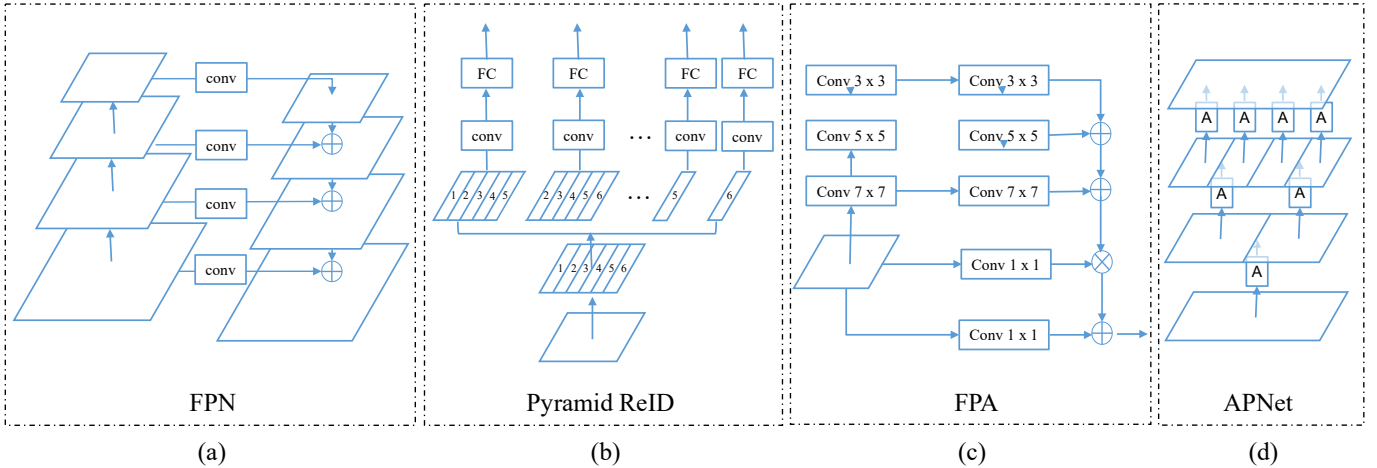 conv
conv
conv
conv
FPN
(a)
FC FC FC FC
conv conv ... conv conv
1 2 3 4 5 2 3 4 5 6 ... 5 6
1 2 3 4 5 6
Pyramid ReID
(b)
Conv 3 x 3 Conv 3 x 3
Conv 5 x 5 Conv 5 x 5
Conv 7 x 7 Conv 7 x 7
Conv 1 x 1
Conv 1 x 1
FPA
(c)
A A A A
A A
A
APNet
(d)